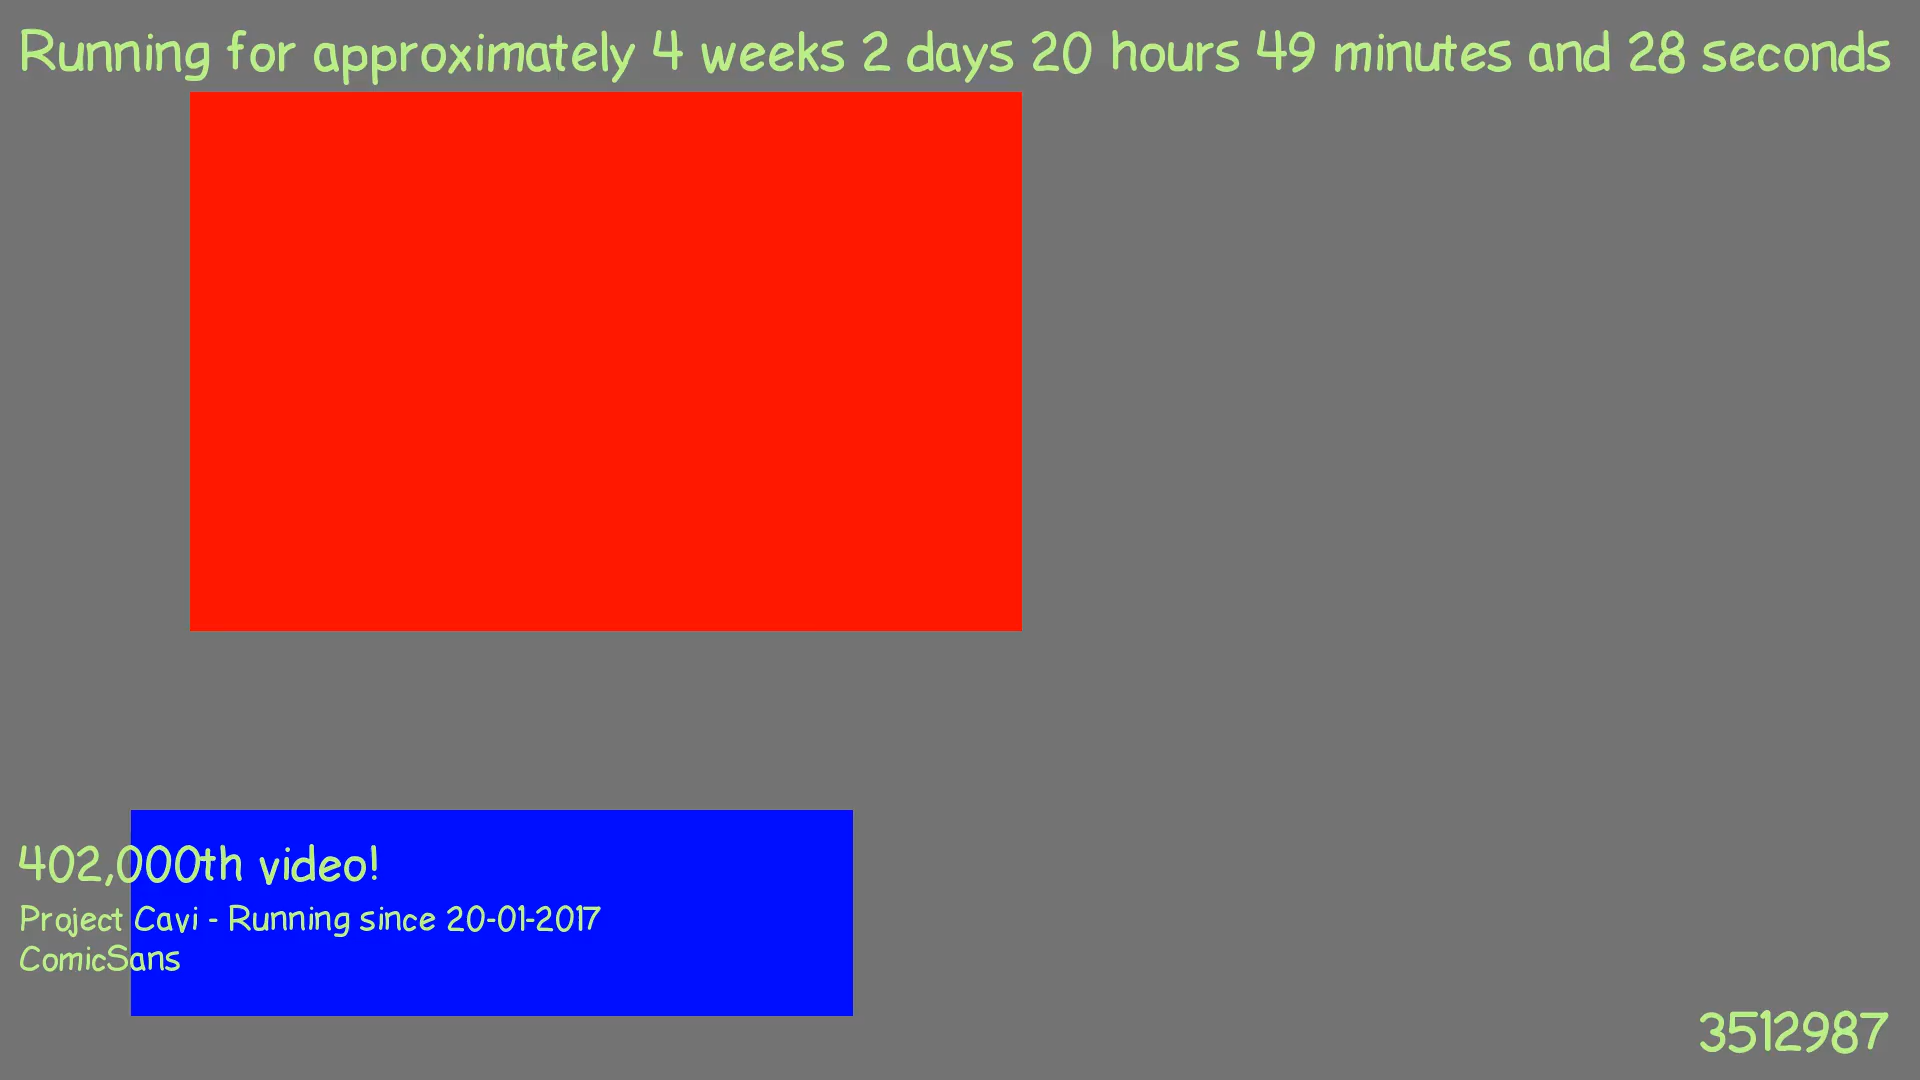 Running for approximately 4 weeks 2 days 20 hours 49 minutes and 28 seconds
402,000th video!
Project Cavi - Running since 20-01-2017
ComicSans
3512987